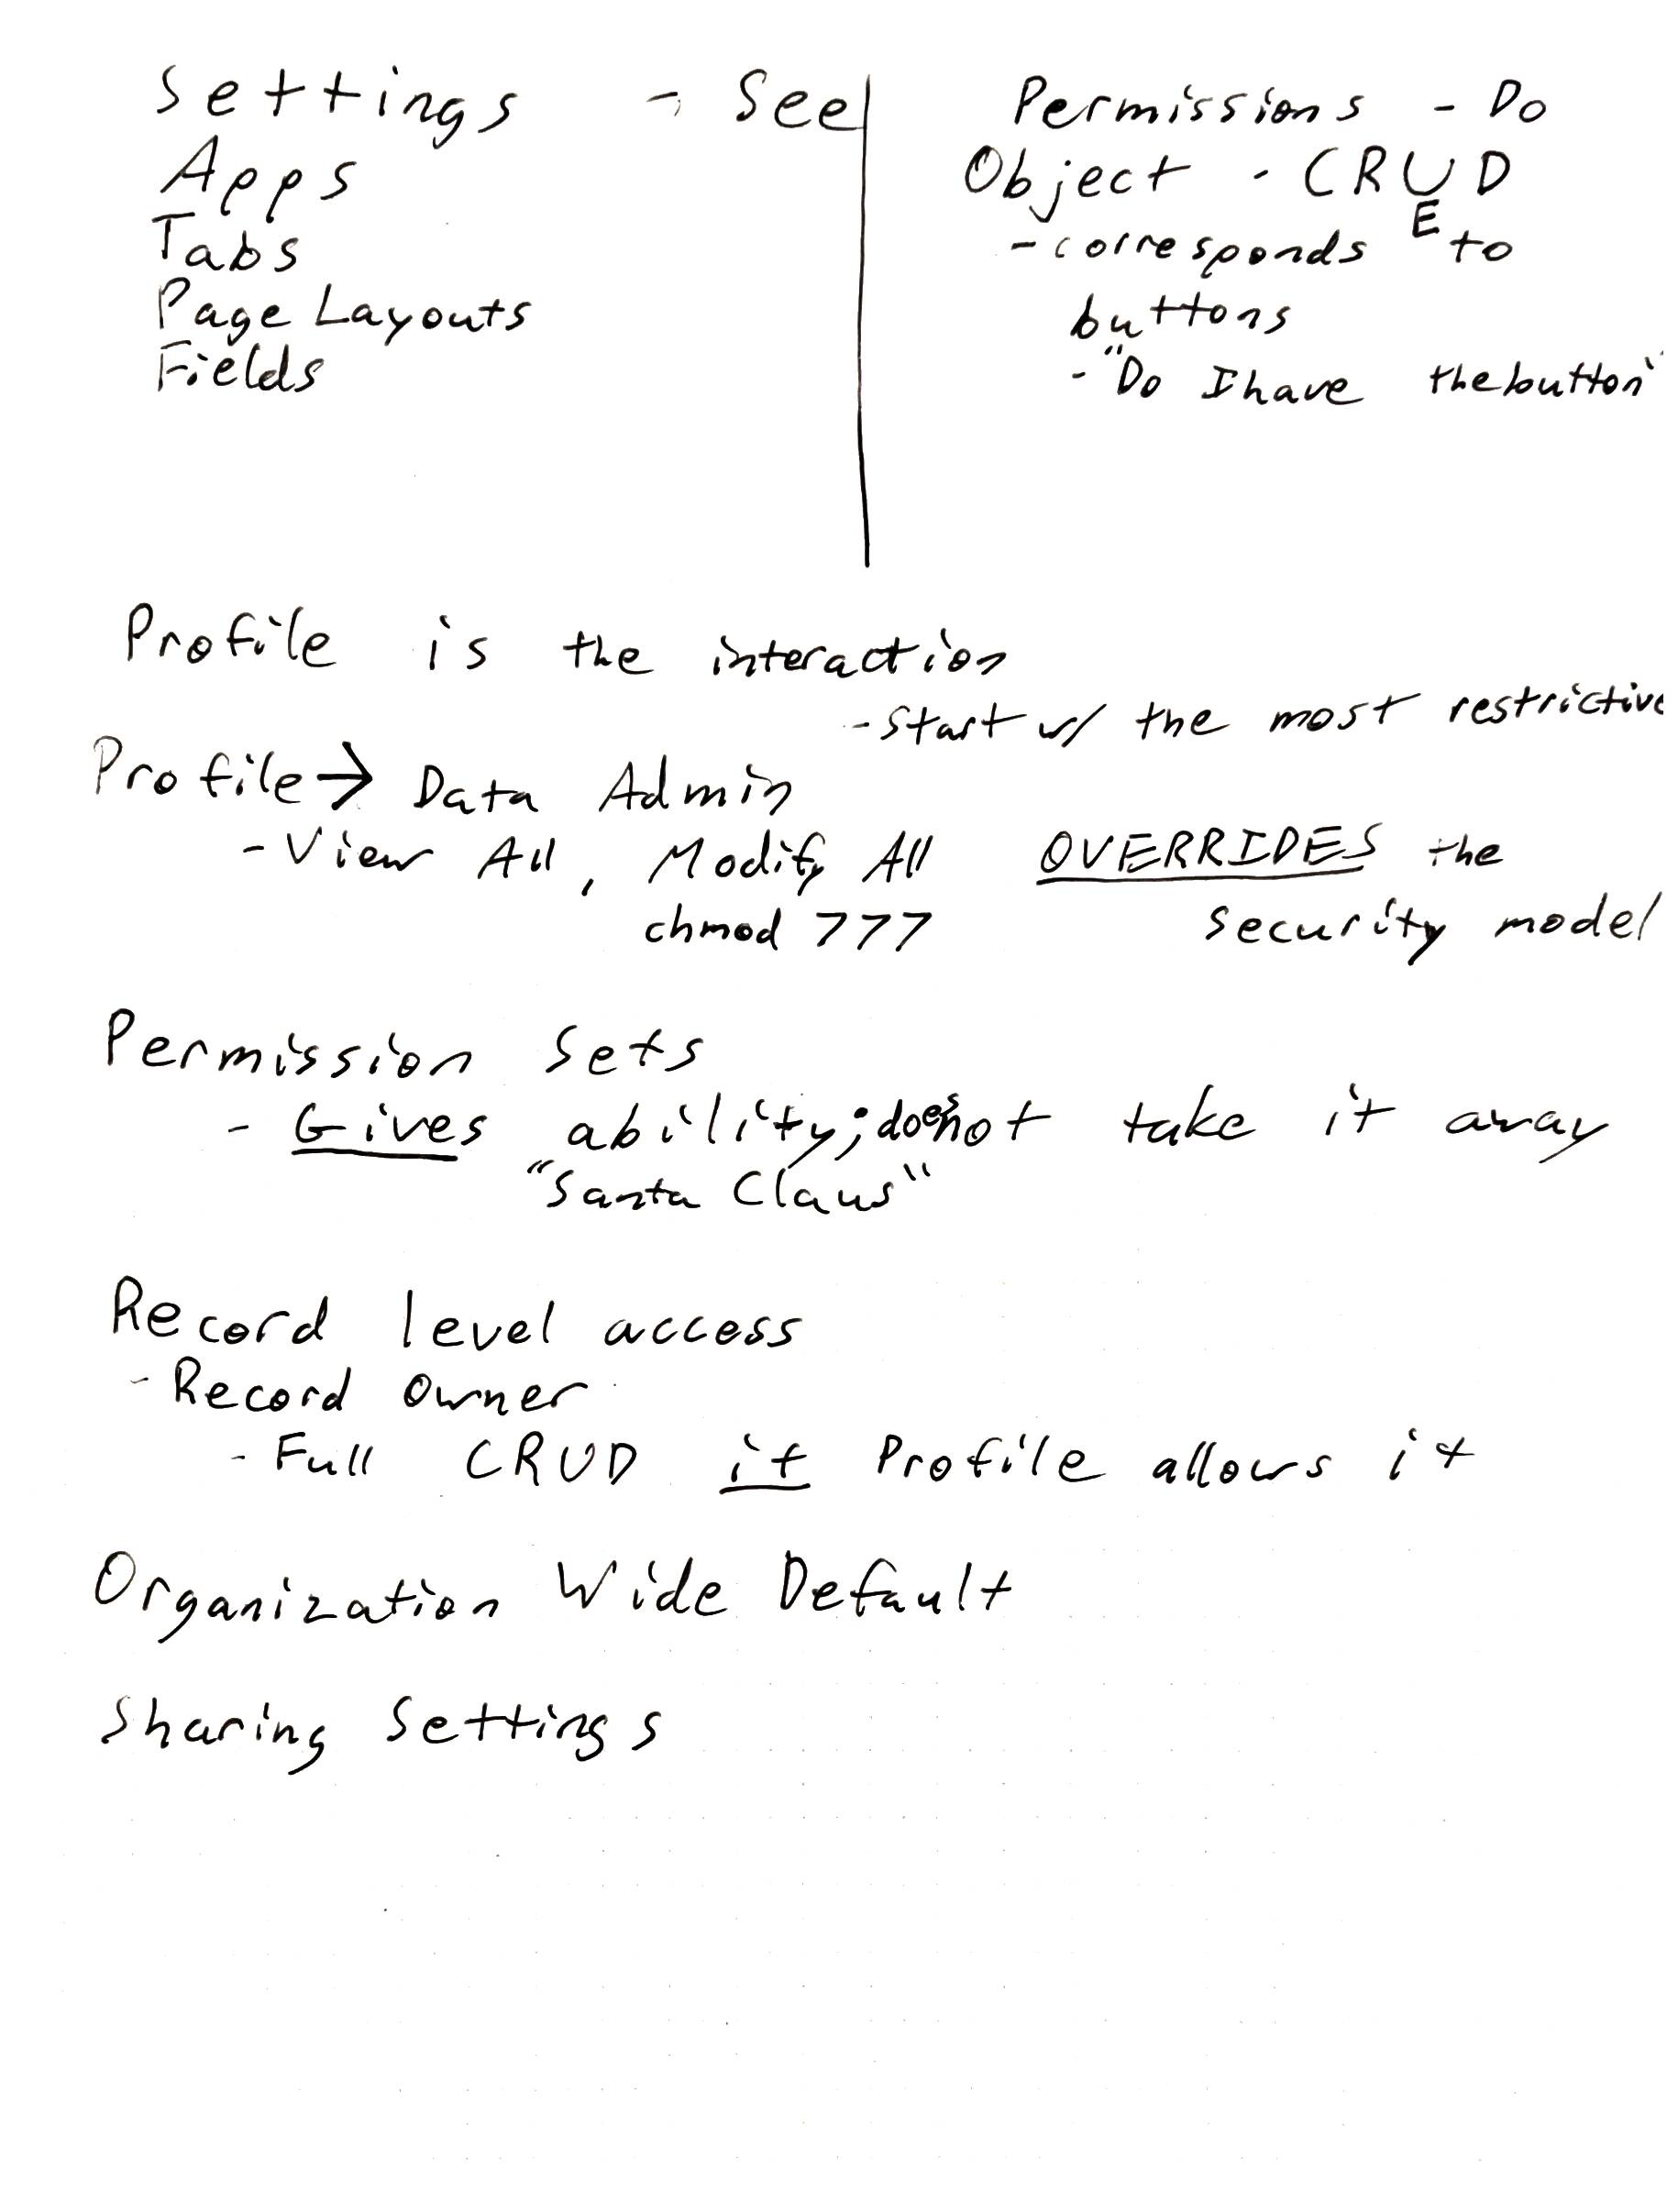 Settings - See
Apps
Tabs
Page Layouts
Fields
Permissions - Do
Object - CRUD
E
- corresponds to
buttons
- "Do I have the button"
Profile is the interaction
- Start w/ the most restrictive
Profile → Data Admin
- View All, Modify All OVERRIDES the
chmod 777 security model
Permission Sets
- Gives ability; does not take it away
"Santa Claus"
Record level access
- Record Owner
- Full CRUD if Profile allows it
Organization Wide Default
Sharing Settings